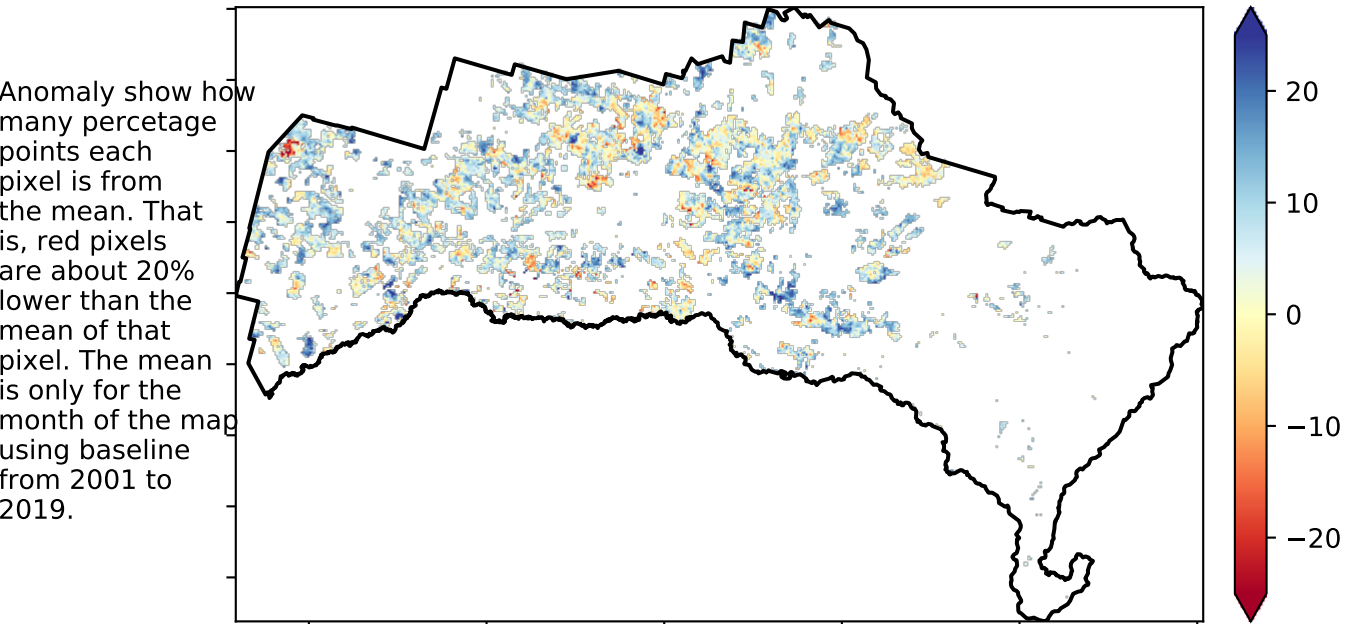 Anomaly show how
many percetage
points each
pixel is from
the mean. That
is, red pixels
are about 20%
lower than the
mean of that
pixel. The mean
is only for the
month of the map
using baseline
from 2001 to
2019.
20
10
0
−10
−20